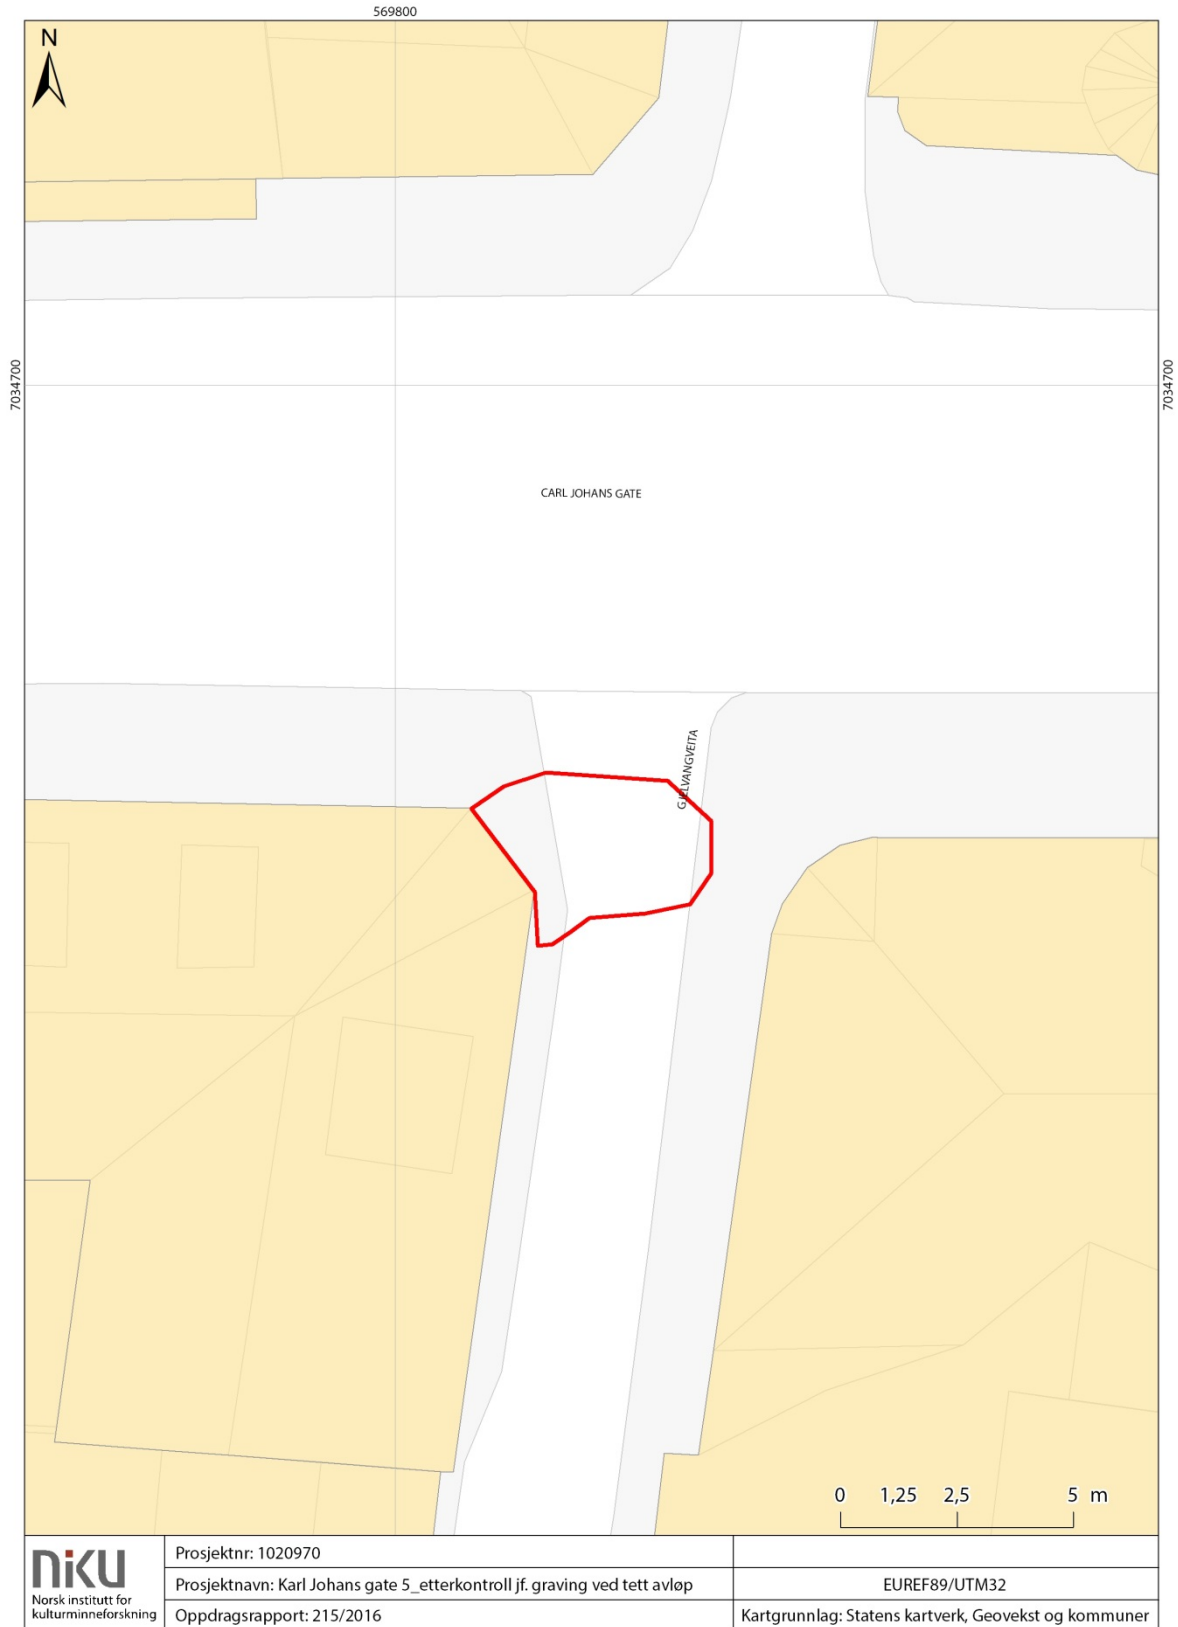 569800
N
7034700
7034700
CARL JOHANS GATE
GJELVANGVEITA
0 1,25 2,5 5 m
niKU
Norsk institutt for
kulturminneforskning
Prosjektnr: 1020970
Prosjektnavn: Karl Johans gate 5_etterkontroll jf. graving ved tett avløp
EUREF89/UTM32
Oppdragsrapport: 215/2016
Kartgrunnlag: Statens kartverk, Geovekst og kommuner